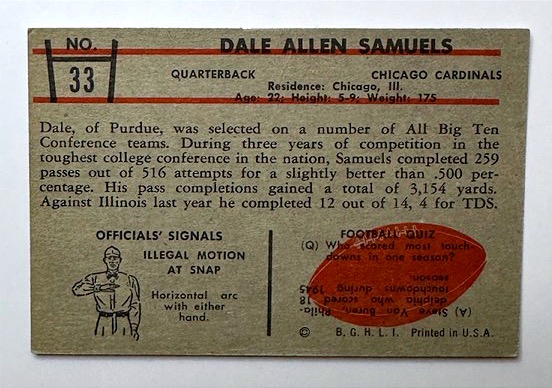 NO.
33
DALE ALLEN SAMUELS
QUARTERBACK CHICAGO CARDINALS
Residence: Chicago, Ill.
Age: 22; Height: 5-9; Weight: 175
Dale, of Purdue, was selected on a number of All Big Ten
Conference teams. During three years of competition in the
toughest college conference in the nation, Samuels completed 259
passes out of 516 attempts for a slightly better than .500 per-
centage. His pass completions gained a total of 3,154 yards.
Against Illinois last year he completed 12 out of 14, 4 for TDS.
OFFICIALS' SIGNALS
ILLEGAL MOTION
AT SNAP
Horizontal arc
with either
hand.
FOOTBALL QUIZ
(Q) Who scored most touch-
downs in one season?
(A) Steve Van Buren, Phila-
delphia who scored 18
touchdowns during 1945
season.
© B. G. H. L. I. Printed in U.S.A.